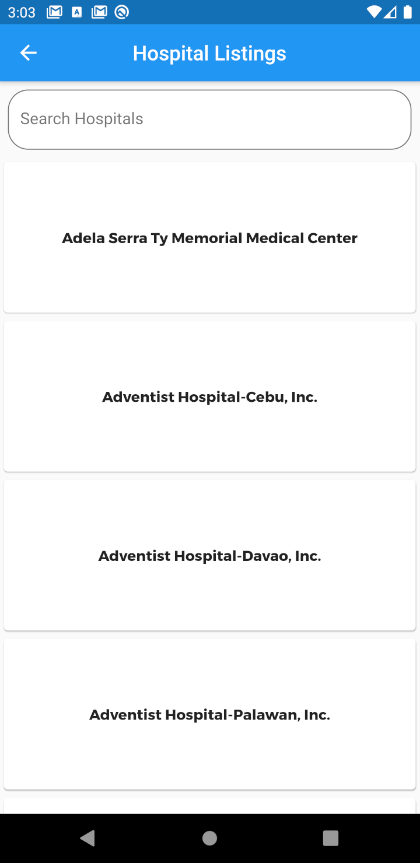 3:03
Hospital Listings
Search Hospitals
Adela Serra Ty Memorial Medical Center
Adventist Hospital-Cebu, Inc.
Adventist Hospital-Davao, Inc.
Adventist Hospital-Palawan, Inc.